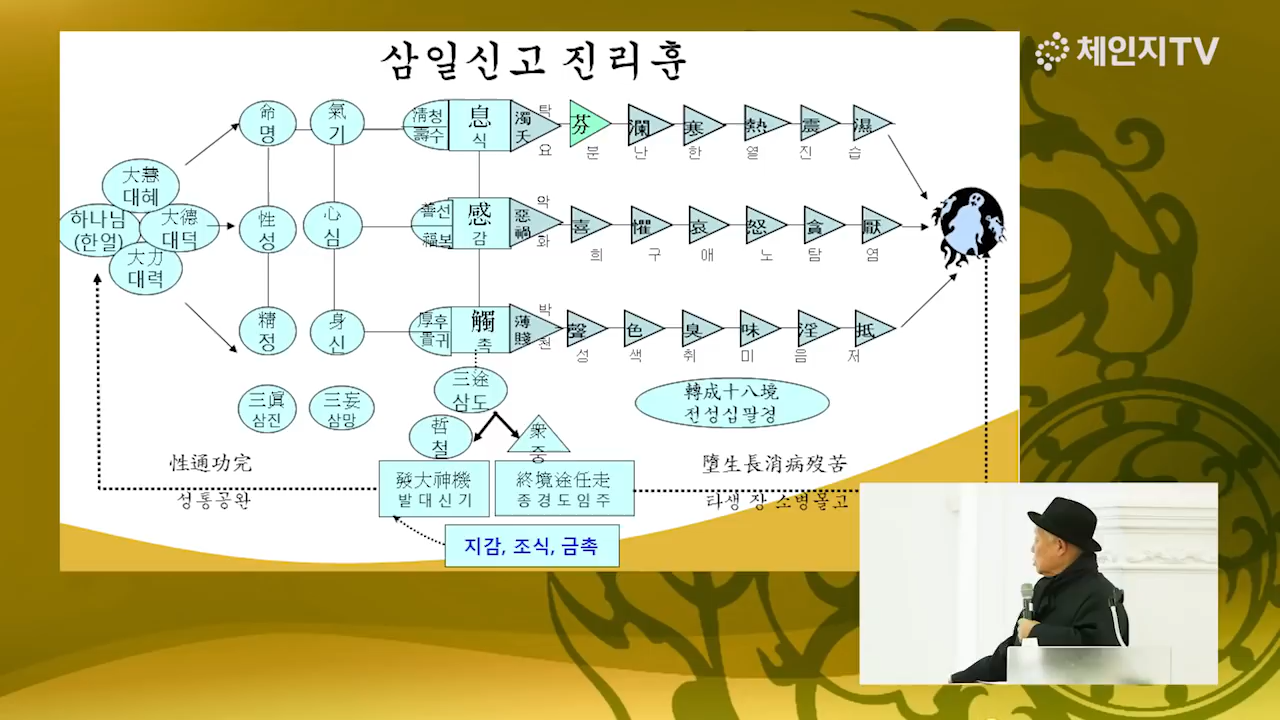 삼일신고 진리훈
체인지TV
命
명
氣
기
淸청
壽수
息
식
濁
夭
탁
요
芬
瀾
寒
熱
震
濕
분 난 한 열 진 습
大慧
대혜
하나님
(한얼)
大德
대덕
大力
대력
性
성
心
심
善선
福복
感
감
惡
禍
악
화
喜
懼
哀
怒
貪
厭
희 구 애 노 탐 염
精
정
身
신
厚후
貴귀
觸
촉
薄
賤
박
천
聲
色
臭
味
淫
抵
성 색 취 미 음 저
三眞
삼진
三妄
삼망
三途
삼도
轉成十八境
전성십팔경
哲
철
衆
중
性通功完
성통공완
發大神機
발대신기
終境途任走
종경도임주
墮生長消病歿苦
타생 장 소병몰고
지감, 조식, 금촉